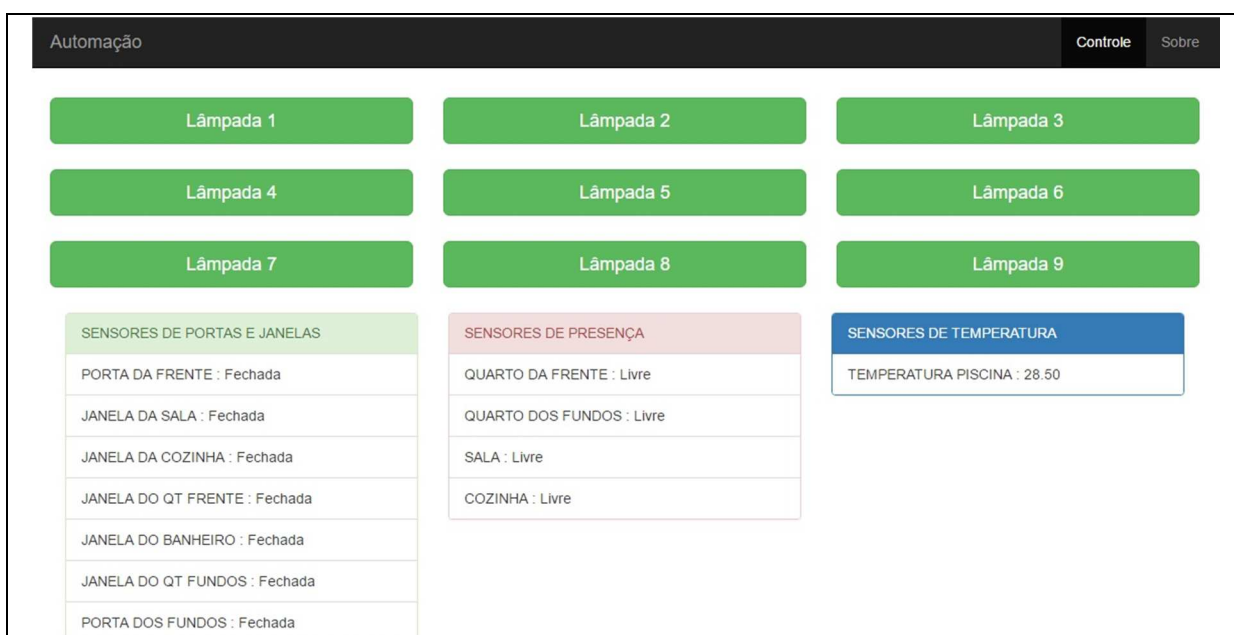 Automação
Controle
Sobre
Lâmpada 1
Lâmpada 2
Lâmpada 3
Lâmpada 4
Lâmpada 5
Lâmpada 6
Lâmpada 7
Lâmpada 8
Lâmpada 9
SENSORES DE PORTAS E JANELAS
PORTA DA FRENTE : Fechada
JANELA DA SALA : Fechada
JANELA DA COZINHA : Fechada
JANELA DO QT FRENTE : Fechada
JANELA DO BANHEIRO : Fechada
JANELA DO QT FUNDOS : Fechada
PORTA DOS FUNDOS : Fechada
SENSORES DE PRESENÇA
QUARTO DA FRENTE : Livre
QUARTO DOS FUNDOS : Livre
SALA : Livre
COZINHA : Livre
SENSORES DE TEMPERATURA
TEMPERATURA PISCINA : 28.50